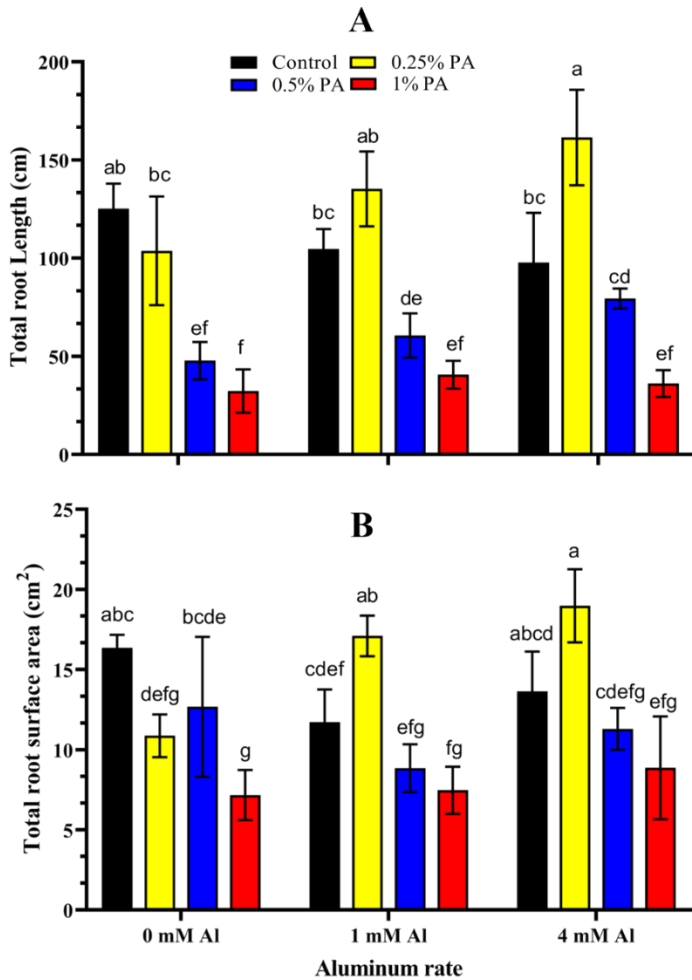 A
Control 0.25% PA
0.5% PA 1% PA
Total root Length (cm)
200
150
100
50
0
ab
bc
ef
f
bc
ab
de
ef
bc
a
cd
ef
B
Total root surface area (cm²)
25
20
15
10
5
0
abc
defg
bcde
g
cdef
ab
efg
fg
abcd
a
cdefg
efg
0 mM Al 1 mM Al 4 mM Al
Aluminum rate